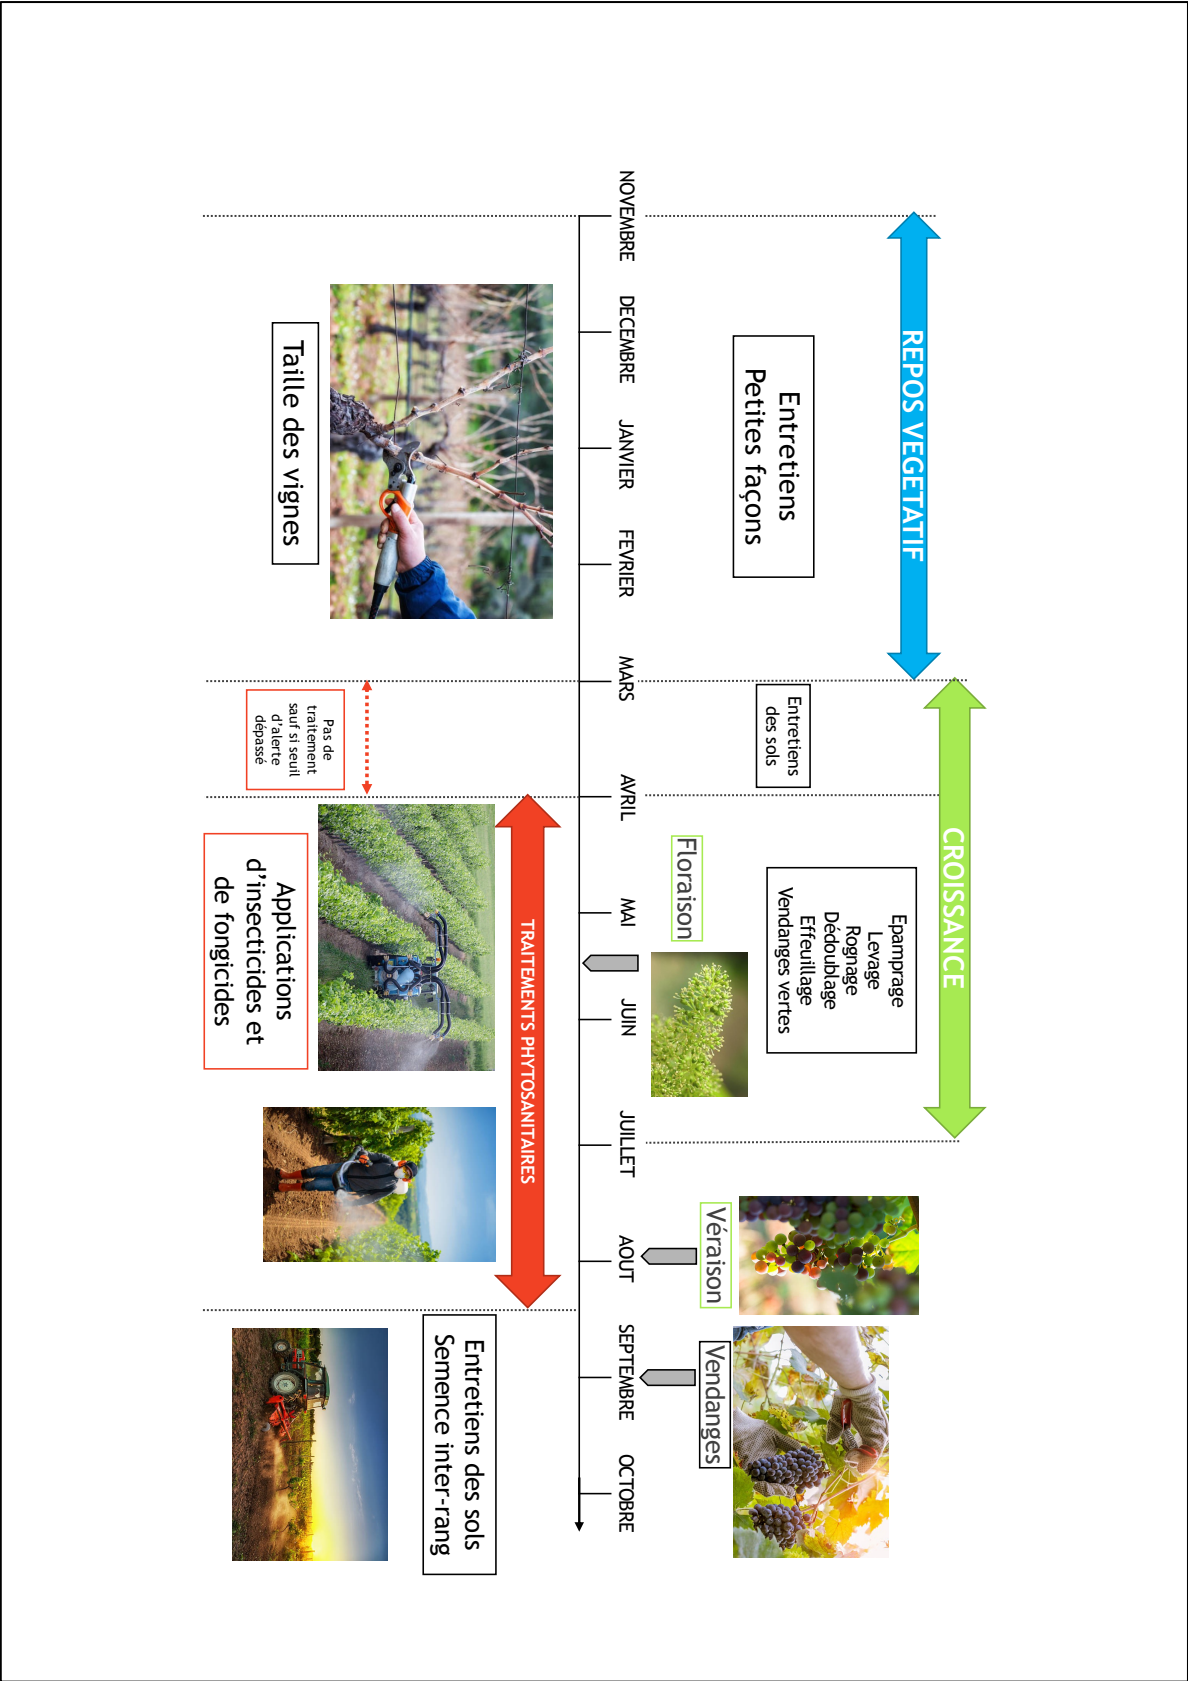 REPOS VEGETATIF
CROISSANCE
Entretiens
Petites façons
Entretiens
des sols
Epamprage
Levage
Rognage
Dédoublage
Effeuillage
Vendanges vertes
Floraison
Véraison
Vendanges
NOVEMBRE
DECEMBRE
JANVIER
FEVRIER
MARS
AVRIL
MAI
JUIN
JUILLET
AOUT
SEPTEMBRE
OCTOBRE
TRAITEMENTS PHYTOSANITAIRES
Taille des vignes
Pas de
traitement
sauf si seuil
d'alerte
dépassé
Applications
d'insecticides et
de fongicides
Entretiens des sols
Semence inter-rang